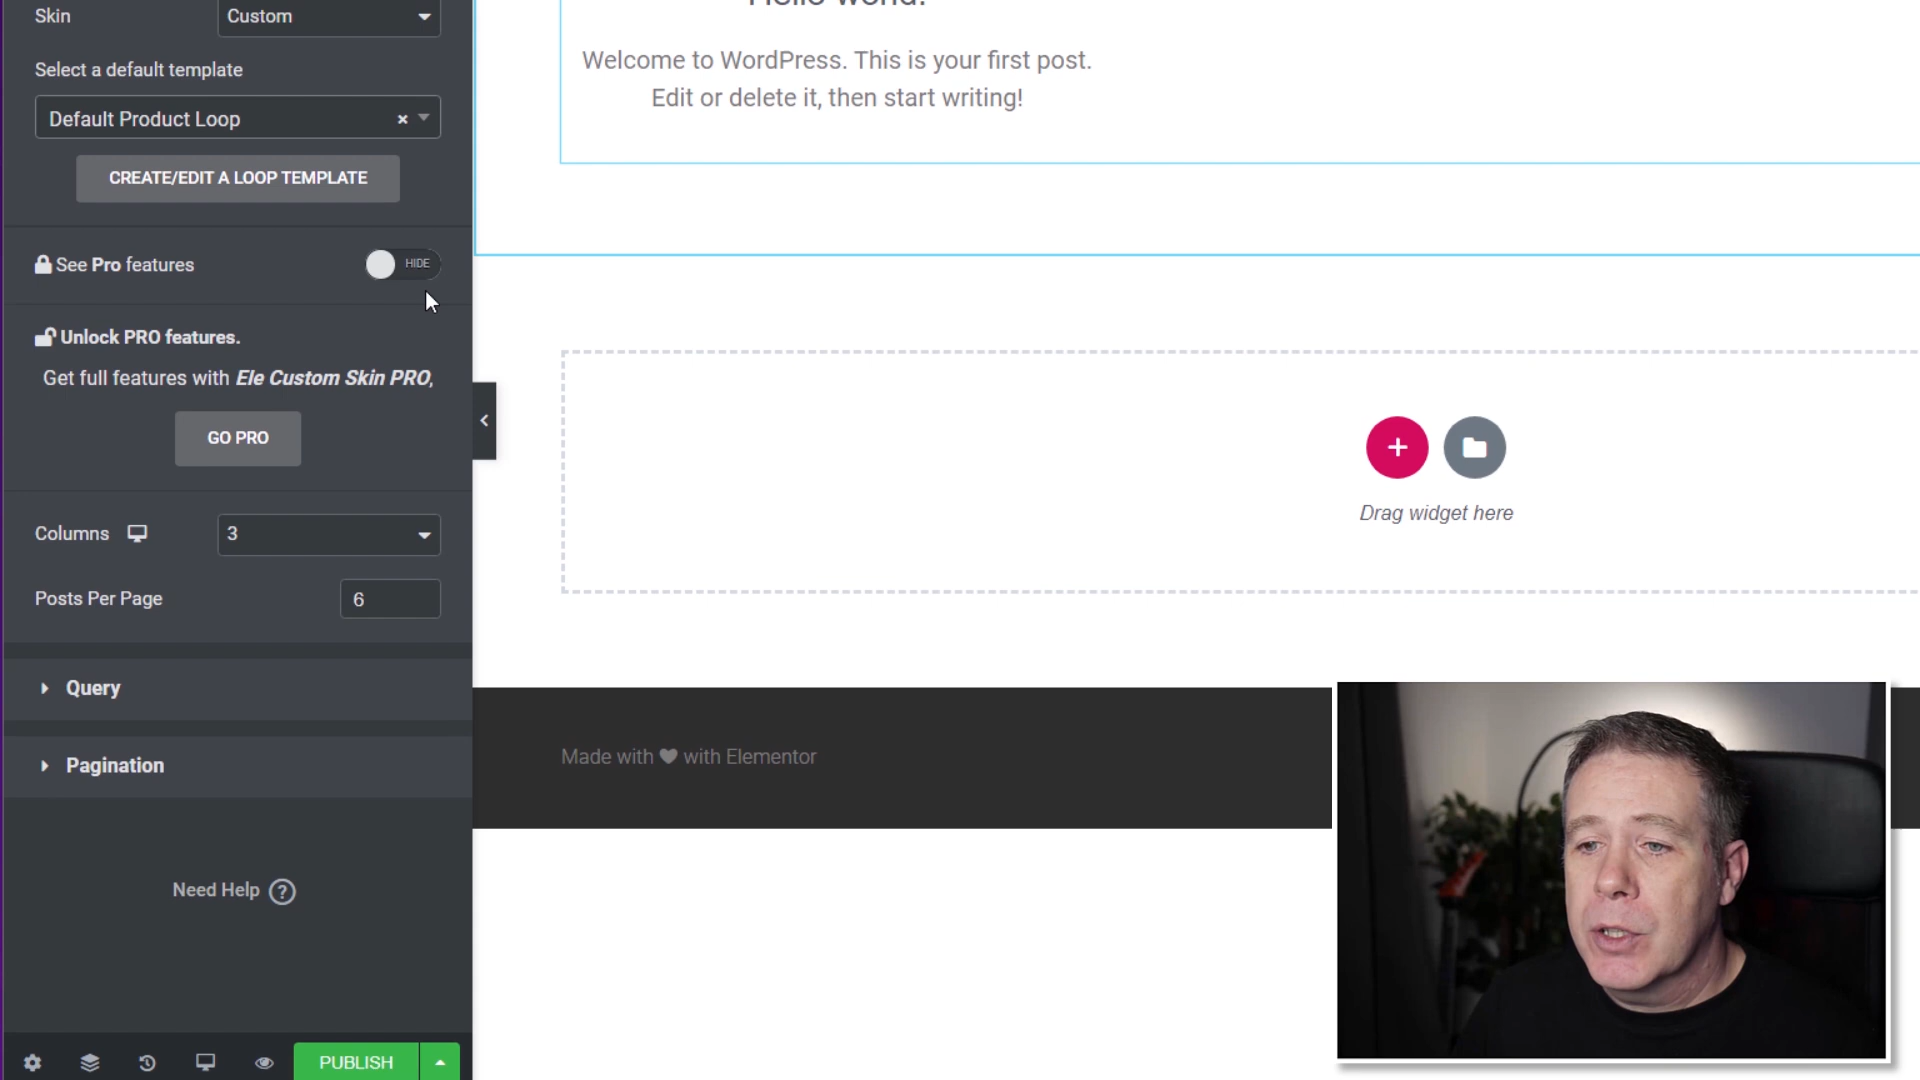 Skin
Custom
Select a default template
Default Product Loop
CREATE/EDIT A LOOP TEMPLATE
See Pro features
HIDE
Unlock PRO features.
Get full features with Ele Custom Skin PRO,
GO PRO
Columns
3
Posts Per Page
6
Query
Pagination
Need Help
PUBLISH
Hello world!
Welcome to WordPress. This is your first post.
Edit or delete it, then start writing!
Drag widget here
Made with ♥ with Elementor